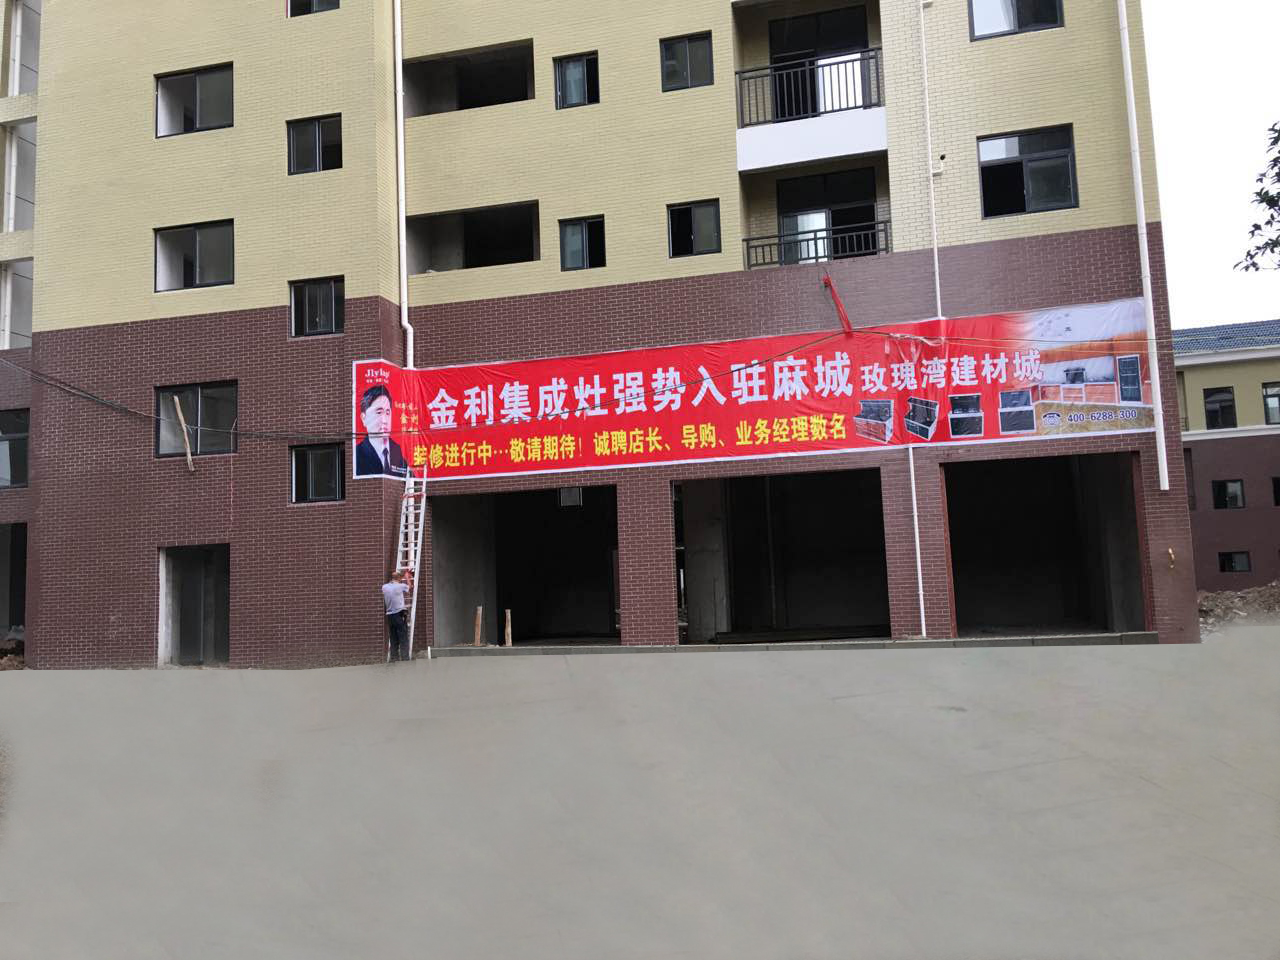 金利集成灶强势入驻麻城 玫瑰湾建材城
装修进行中…敬请期待！诚聘店长、导购、业务经理数名
400-6288-300